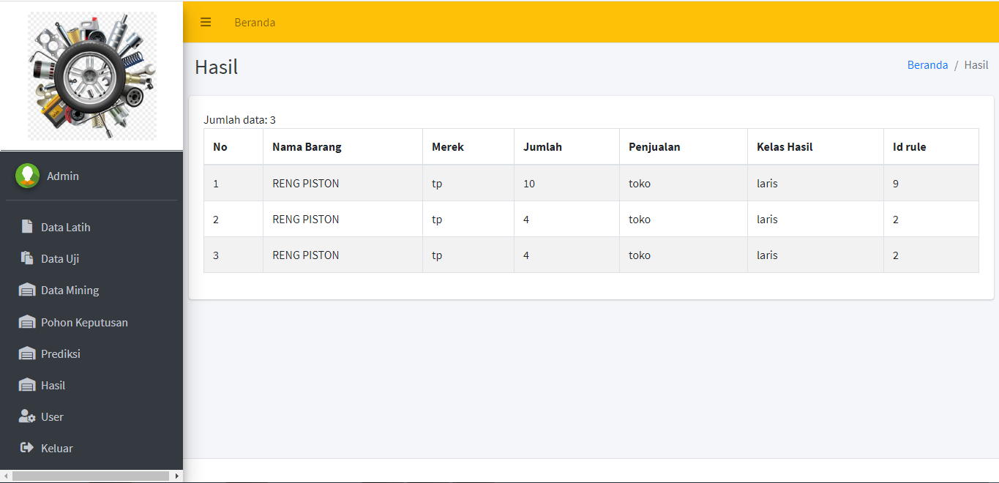 Beranda
Hasil
Beranda / Hasil
Admin
Data Latih
Data Uji
Data Mining
Pohon Keputusan
Prediksi
Hasil
User
Keluar
Jumlah data: 3
No Nama Barang Merek Jumlah Penjualan Kelas Hasil Id rule
1 RENG PISTON tp 10 toko laris 9
2 RENG PISTON tp 4 toko laris 2
3 RENG PISTON tp 4 toko laris 2